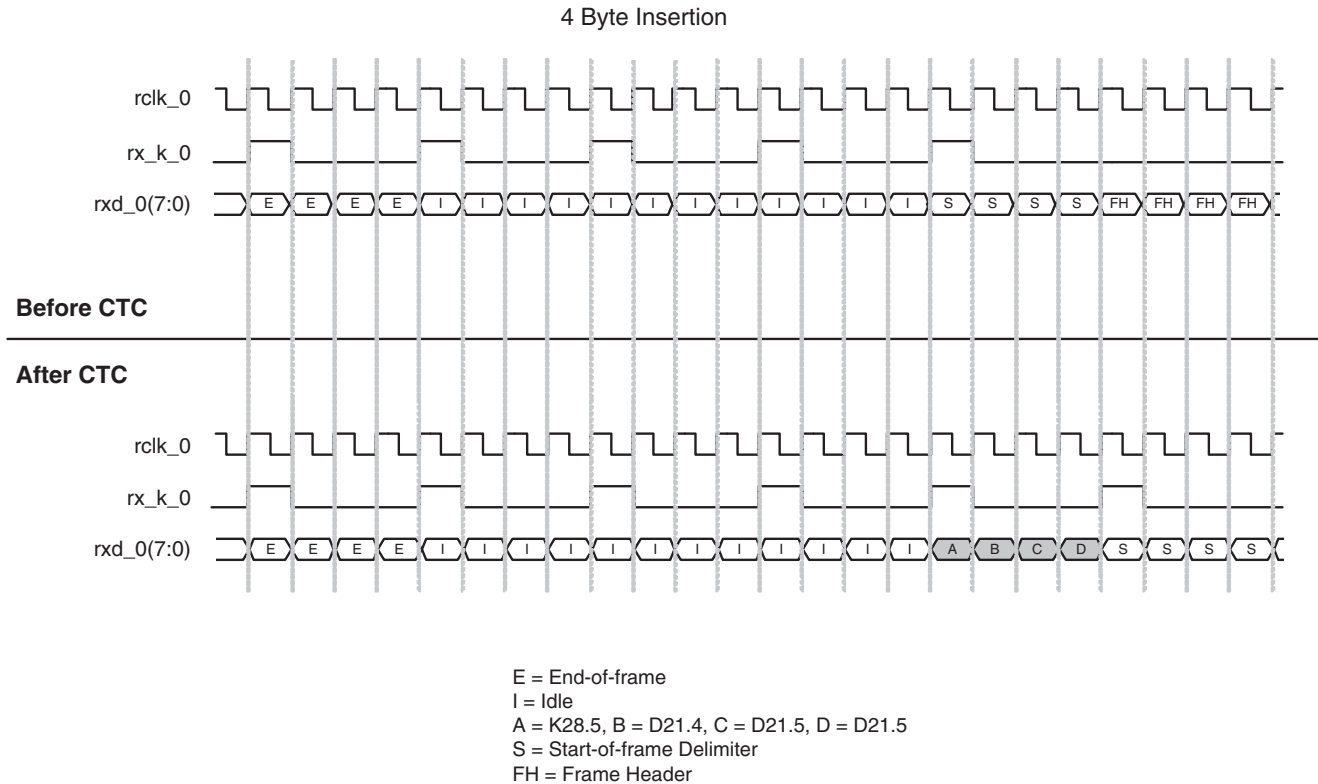 4 Byte Insertion
rclk_0
rx_k_0
rxd_0(7:0) E E E E I I I I I I I I I I I I S S S S FH FH FH FH
Before CTC
After CTC
rclk_0
rx_k_0
rxd_0(7:0) E E E E I I I I I I I I I I I I A B C D S S S S
E = End-of-frame
I = Idle
A = K28.5, B = D21.4, C = D21.5, D = D21.5
S = Start-of-frame Delimiter
FH = Frame Header